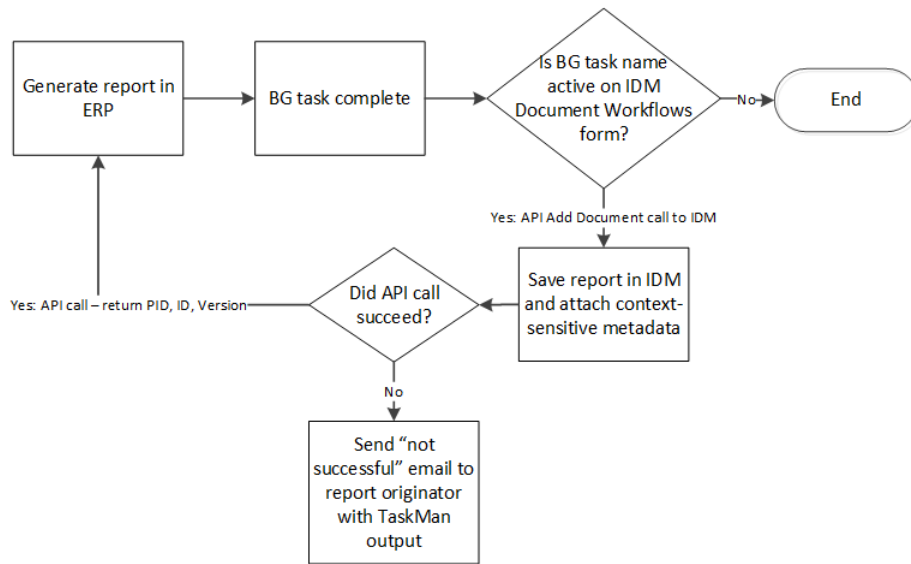 Generate report in
ERP
BG task complete
Is BG task name
active on IDM
Document Workflows
form?
No
End
Yes: API Add Document call to IDM
Save report in IDM
and attach context-
sensitive metadata
Did API call
succeed?
Yes: API call – return PID, ID, Version
No
Send “not
successful” email to
report originator
with TaskMan
output